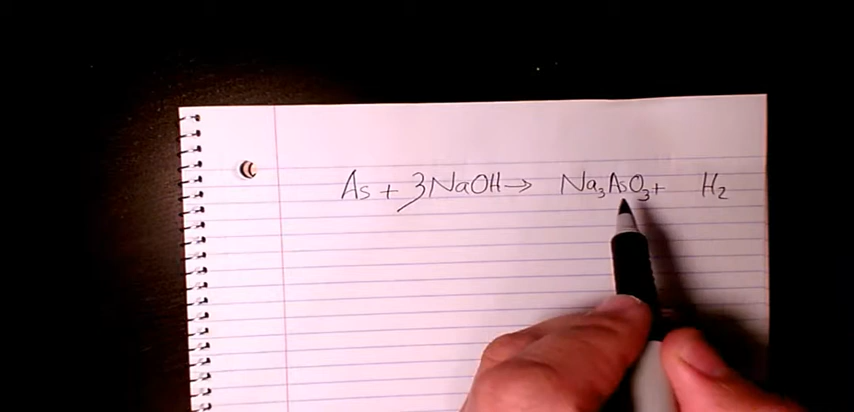 As + 3NaOH → Na₃AsO₃ + H₂